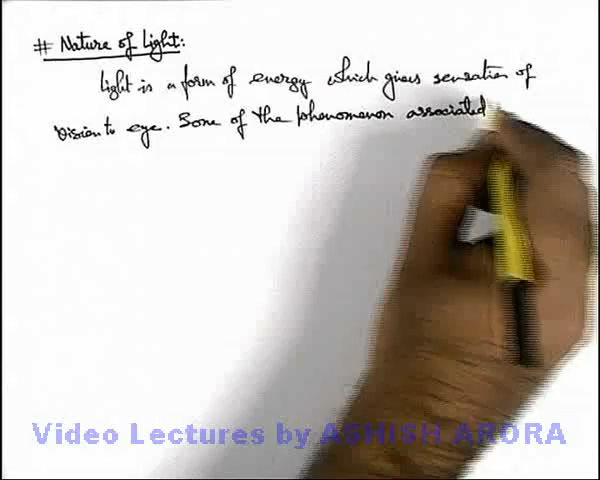 # Nature of Light:
Light is a form of energy which gives sensation of
vision to eye. Some of the phenomenon associated
Video Lectures by ASHISH ARORA